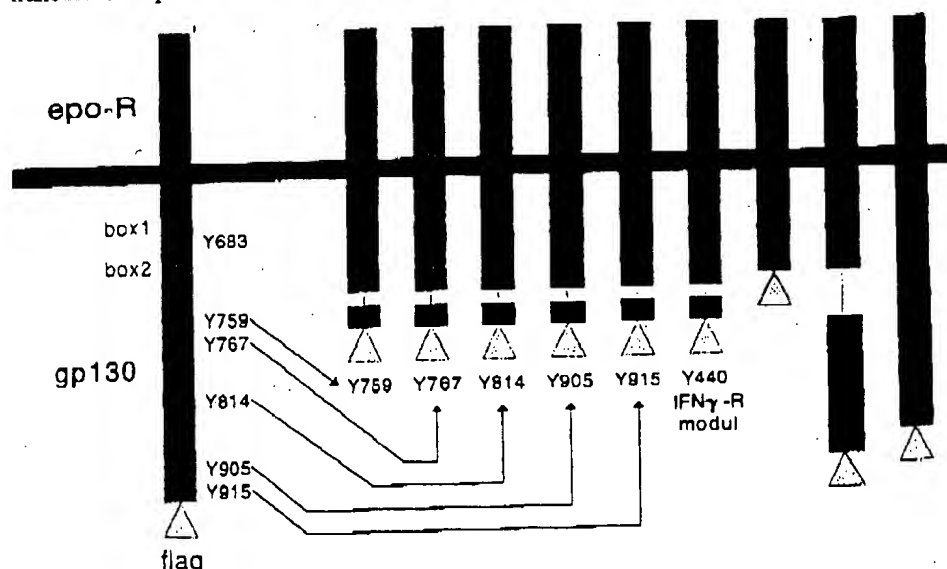 epo-R
box1
Y683
box2
Y759
Y767
gp130
Y814
Y905
Y915
flag
Y759 Y767 Y814 Y905 Y915 Y440
IFNγ-R
modul